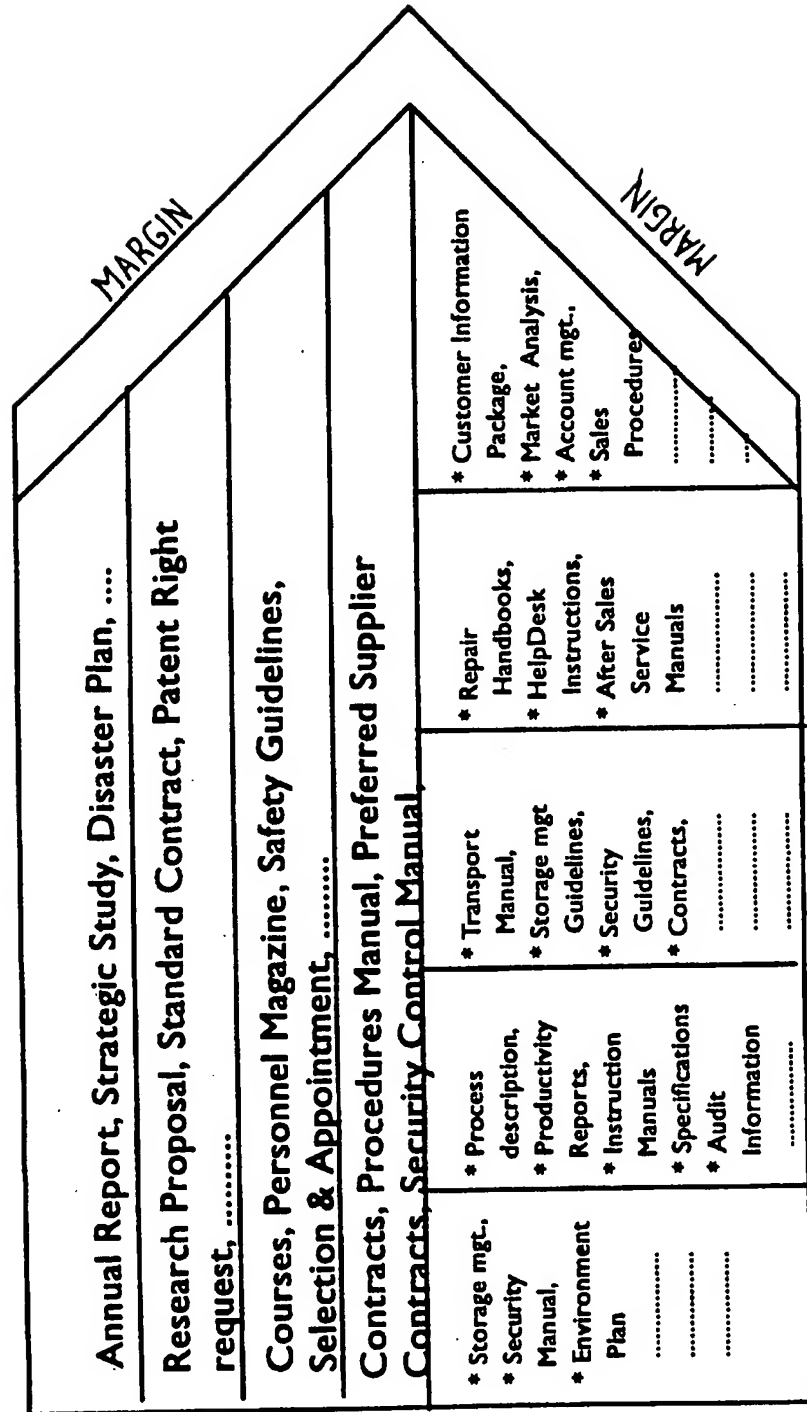 MARGIN
Annual Report, Strategic Study, Disaster Plan, ....
Research Proposal, Standard Contract, Patent Right
request, ..........
Courses, Personnel Magazine, Safety Guidelines,
Selection & Appointment, .........
Contracts, Procedures Manual, Preferred Supplier
Contracts, Security Control Manual,
* Storage mgt.,
* Security
Manual,
* Environment
Plan
................
................
................
* Process
description,
* Productivity
Reports,
* Instruction
Manuals
* Specifications
* Audit
Information
................
* Transport
Manual,
* Storage mgt
Guidelines,
* Security
Guidelines,
* Contracts,
................
................
................
* Repair
Handbooks,
* HelpDesk
Instructions,
* After Sales
Service
Manuals
................
................
................
* Customer Information
Package,
* Market Analysis,
* Account mgt.,
* Sales
Procedures
................
................
......
MARGIN